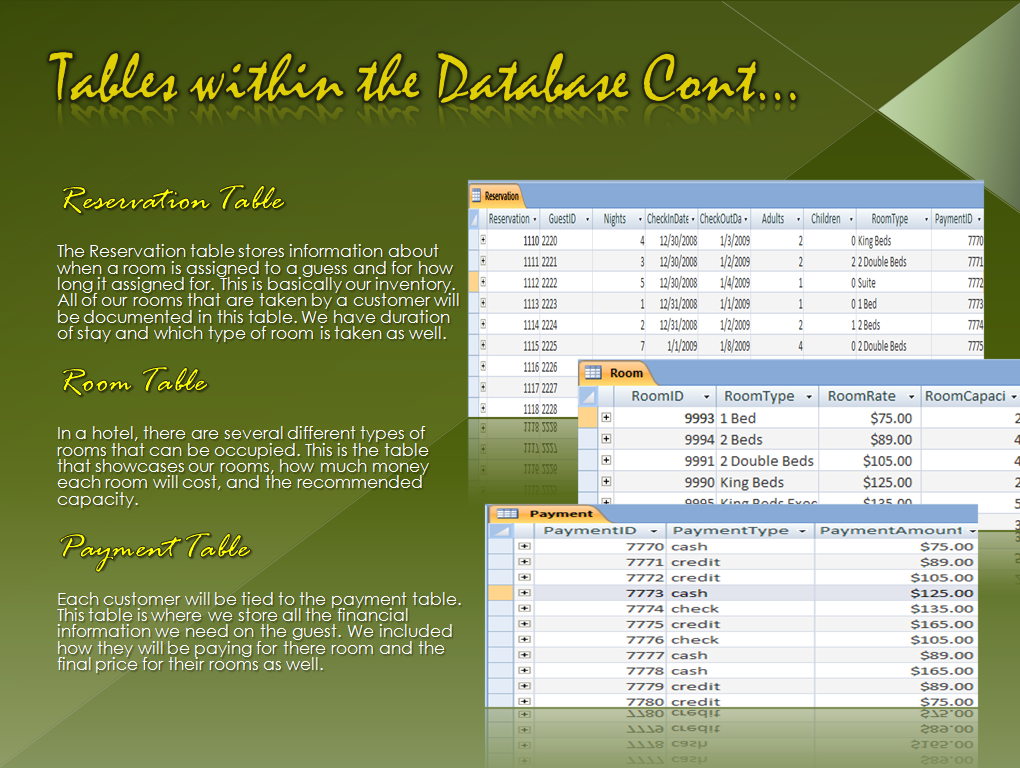 Tables within the Database Cont...
Reservation Table
The Reservation table stores information about
when a room is assigned to a guess and for how
long it assigned for. This is basically our inventory.
All of our rooms that are taken by a customer will
be documented in this table. We have duration
of stay and which type of room is taken as well.
Room Table
In a hotel, there are several different types of
rooms that can be occupied. This is the table
that showcases our rooms, how much money
each room will cost, and the recommended
capacity.
Payment Table
Each customer will be tied to the payment table.
This table is where we store all the financial
information we need on the guest. We included
how they will be paying for there room and the
final price for their rooms as well.
Reservation
Reservation GuestID Nights CheckInDate CheckOutDa Adults Children RoomType PaymentID
1110 2220 4 12/30/2008 1/3/2009 2 0 King Beds 7770
1111 2221 3 12/30/2008 1/2/2009 2 2 2 Double Beds 7771
1112 2222 5 12/30/2008 1/4/2009 1 0 Suite 7772
1113 2223 1 12/31/2008 1/1/2009 1 0 1 Bed 7773
1114 2224 2 12/31/2008 1/2/2009 2 1 2 Beds 7774
1115 2225 7 1/1/2009 1/8/2009 4 0 2 Double Beds 7775
1116 2226
1117 2227
1118 2228
Room
RoomID RoomType RoomRate RoomCapaci
9993 1 Bed $75.00 2
9994 2 Beds $89.00 4
9991 2 Double Beds $105.00 4
9990 King Beds $125.00 2
9995 King Beds Exec $135.00 5
Payment
PaymentID PaymentType PaymentAmount
7770 cash $75.00
7771 credit $89.00
7772 credit $105.00
7773 cash $125.00
7774 check $135.00
7775 credit $165.00
7776 check $105.00
7777 cash $89.00
7778 cash $165.00
7779 credit $89.00
7780 credit $75.00